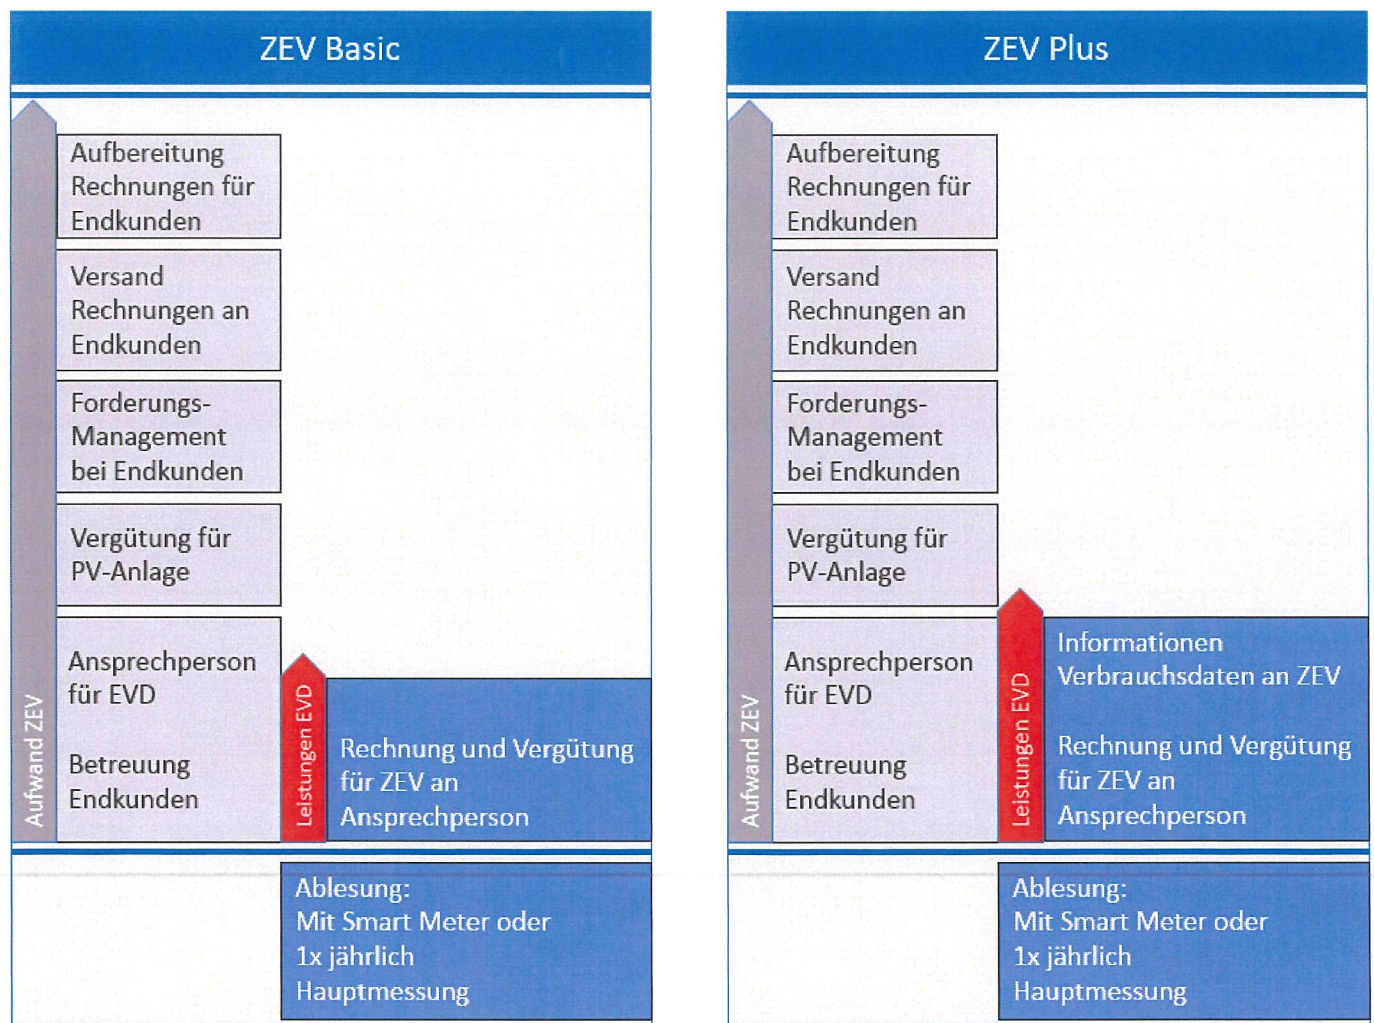 ZEV Basic
Aufwand ZEV
Aufbereitung
Rechnungen für
Endkunden
Versand
Rechnungen an
Endkunden
Forderungs-
Management
bei Endkunden
Vergütung für
PV-Anlage
Ansprechperson
für EVD
Betreuung
Endkunden
Leistungen EVD
Rechnung und Vergütung
für ZEV an
Ansprechperson
Ablesung:
Mit Smart Meter oder
1x jährlich
Hauptmessung
ZEV Plus
Aufwand ZEV
Aufbereitung
Rechnungen für
Endkunden
Versand
Rechnungen an
Endkunden
Forderungs-
Management
bei Endkunden
Vergütung für
PV-Anlage
Ansprechperson
für EVD
Betreuung
Endkunden
Leistungen EVD
Informationen
Verbrauchsdaten an ZEV
Rechnung und Vergütung
für ZEV an
Ansprechperson
Ablesung:
Mit Smart Meter oder
1x jährlich
Hauptmessung